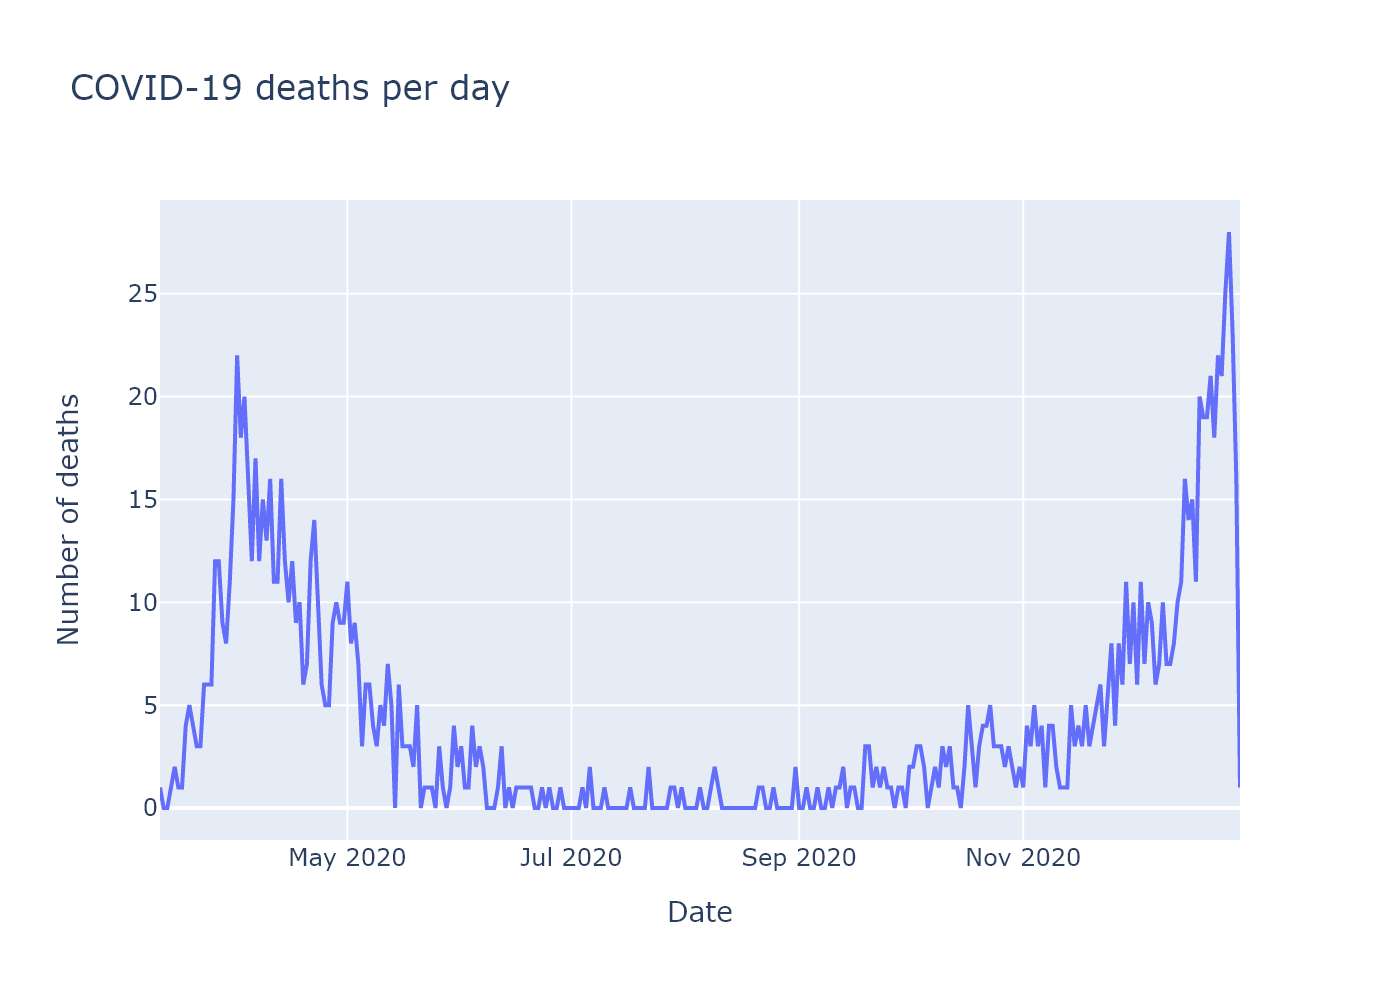 COVID-19 deaths per day
Number of deaths
25
20
15
10
5
0
May 2020
Jul 2020
Sep 2020
Nov 2020
Date